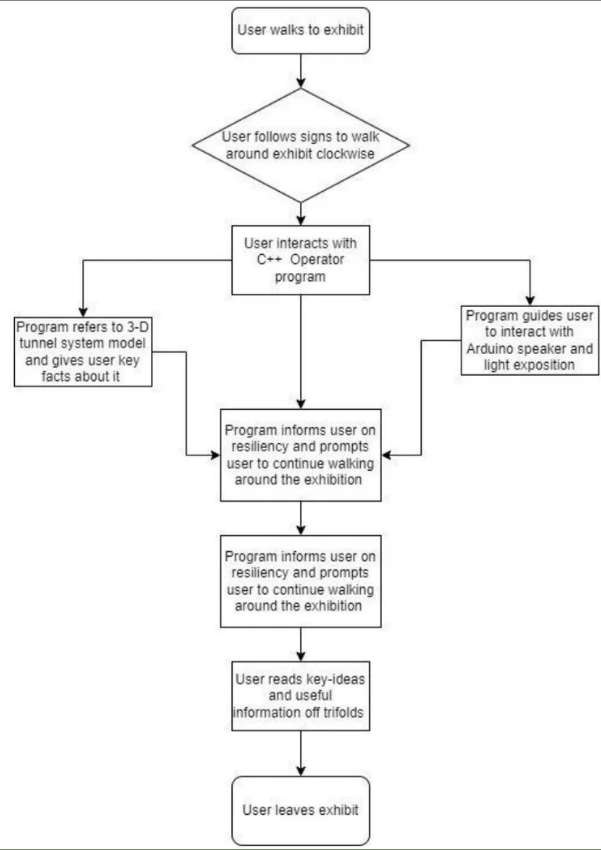 User walks to exhibit
User follows signs to walk
around exhibit clockwise
User interacts with
C++ Operator
program
Program refers to 3-D
tunnel system model
and gives user key
facts about it
Program guides user
to interact with
Arduino speaker and
light exposition
Program informs user on
resiliency and prompts
user to continue walking
around the exhibition
Program informs user on
resiliency and prompts
user to continue walking
around the exhibition
User reads key-ideas
and useful
information off trifolds
User leaves exhibit